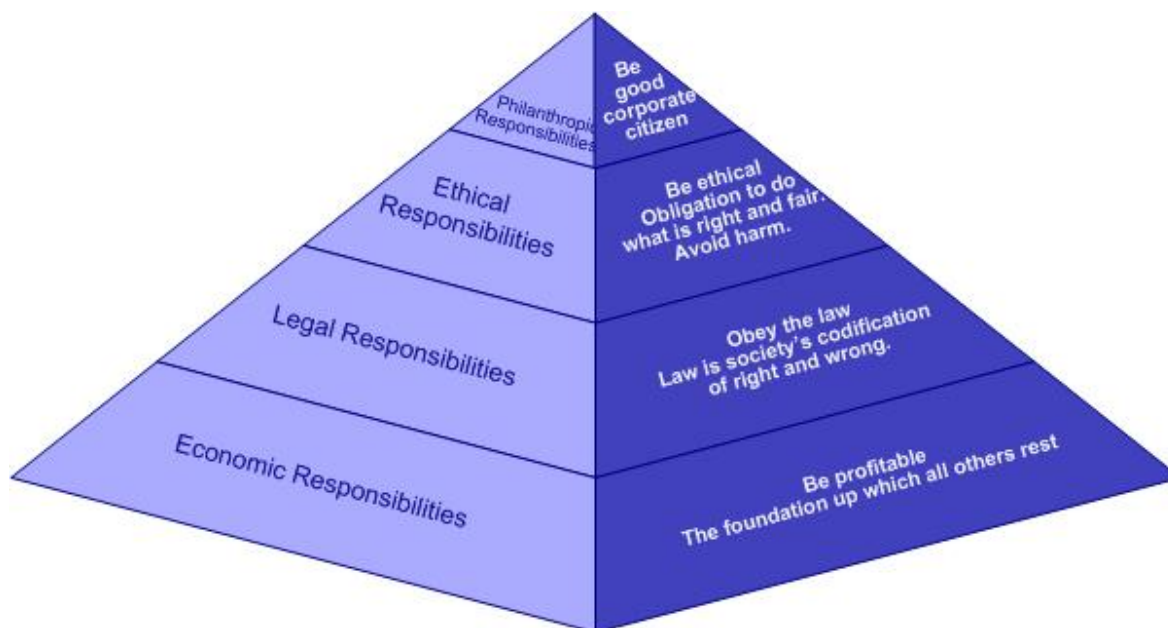 Philanthropic
Responsibilities
Be
good
corporate
citizen
Ethical
Responsibilities
Be ethical
Obligation to do
what is right and fair.
Avoid harm.
Legal Responsibilities
Obey the law
Law is society's codification
of right and wrong.
Economic Responsibilities
Be profitable
The foundation up which all others rest